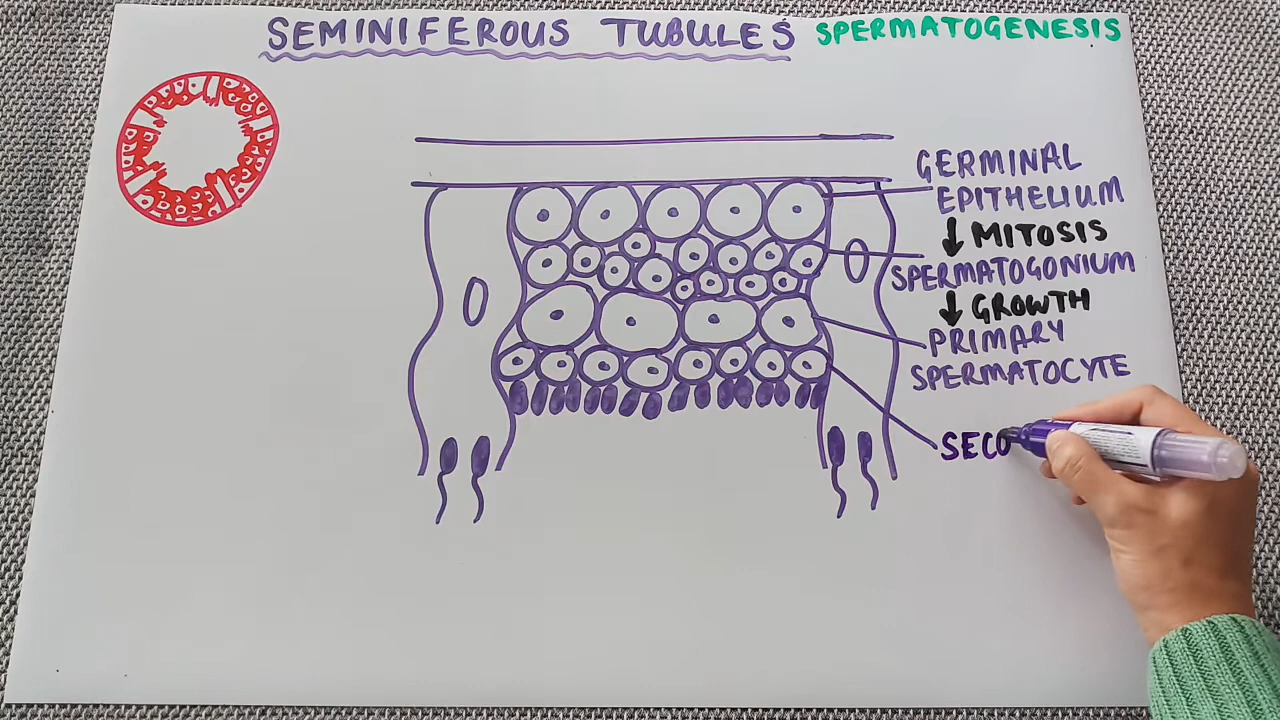 SEMINIFEROUS TUBULES SPERMATOGENESIS
GERMINAL
EPITHELIUM
↓ MITOSIS
SPERMATOGONIUM
↓ GROWTH
PRIMARY
SPERMATOCYTE
SECO